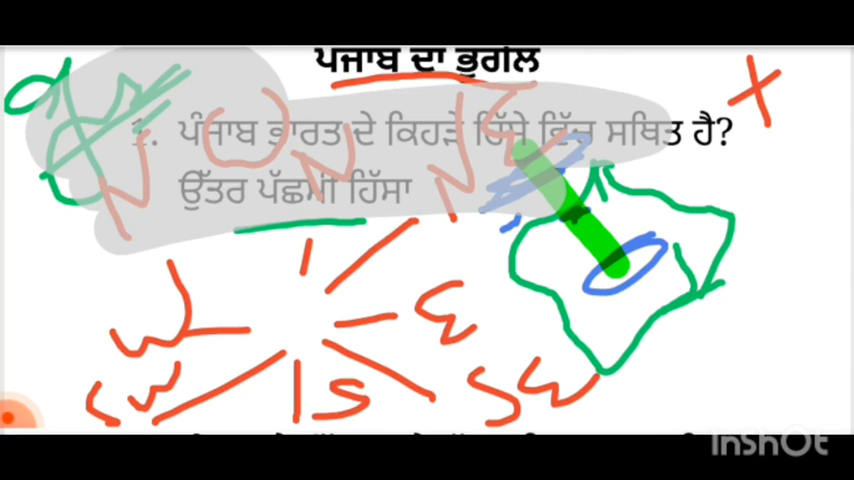 ਪੰਜਾਬ ਦਾ ਭੂਗੋਲ
1. ਪੰਜਾਬ ਭਾਰਤ ਦੇ ਕਿਹੜੇ ਹਿੱਸੇ ਵਿੱਚ ਸਥਿਤ ਹੈ?
ਉੱਤਰ ਪੱਛਮੀ ਹਿੱਸਾ
N N NE
W E
SW S SE
InShOt